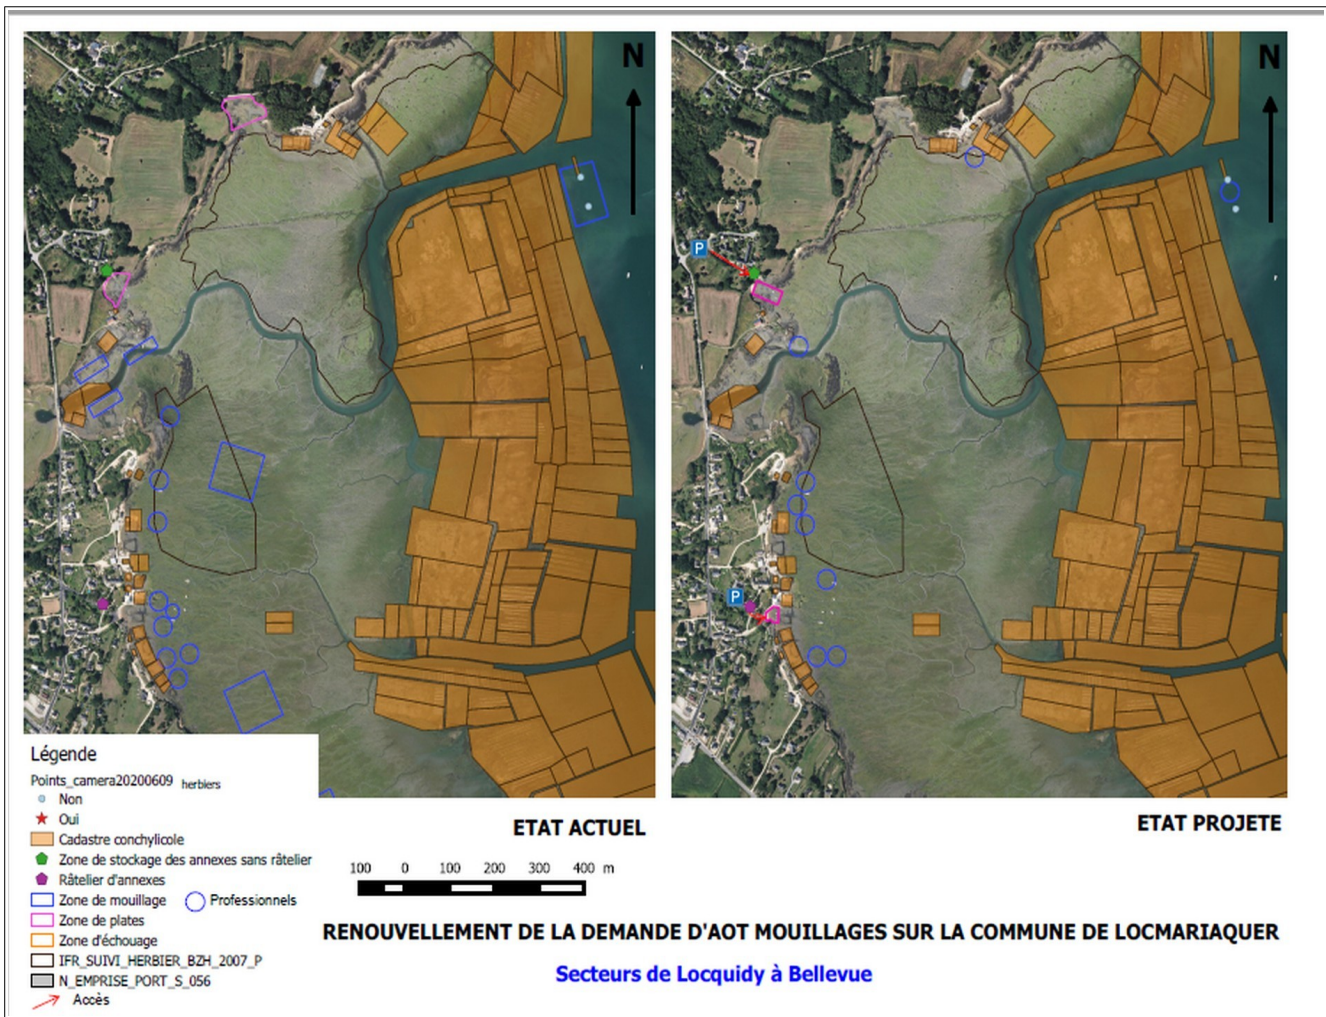 N
N
P
P
Légende
Points_camera20200609 herbiers
Non
Oui
Cadastre conchylicole
Zone de stockage des annexes sans râtelier
Râtelier d'annexes
Zone de mouillage Professionnels
Zone de plates
Zone d'échouage
IFR_SUIVI_HERBIER_BZH_2007_P
N_EMPRISE_PORT_S_056
Accès
ETAT ACTUEL
ETAT PROJETE
100 0 100 200 300 400 m
RENOUVELLEMENT DE LA DEMANDE D'AOT MOUILLAGES SUR LA COMMUNE DE LOCMARIAQUER
Secteurs de Locquidy à Bellevue